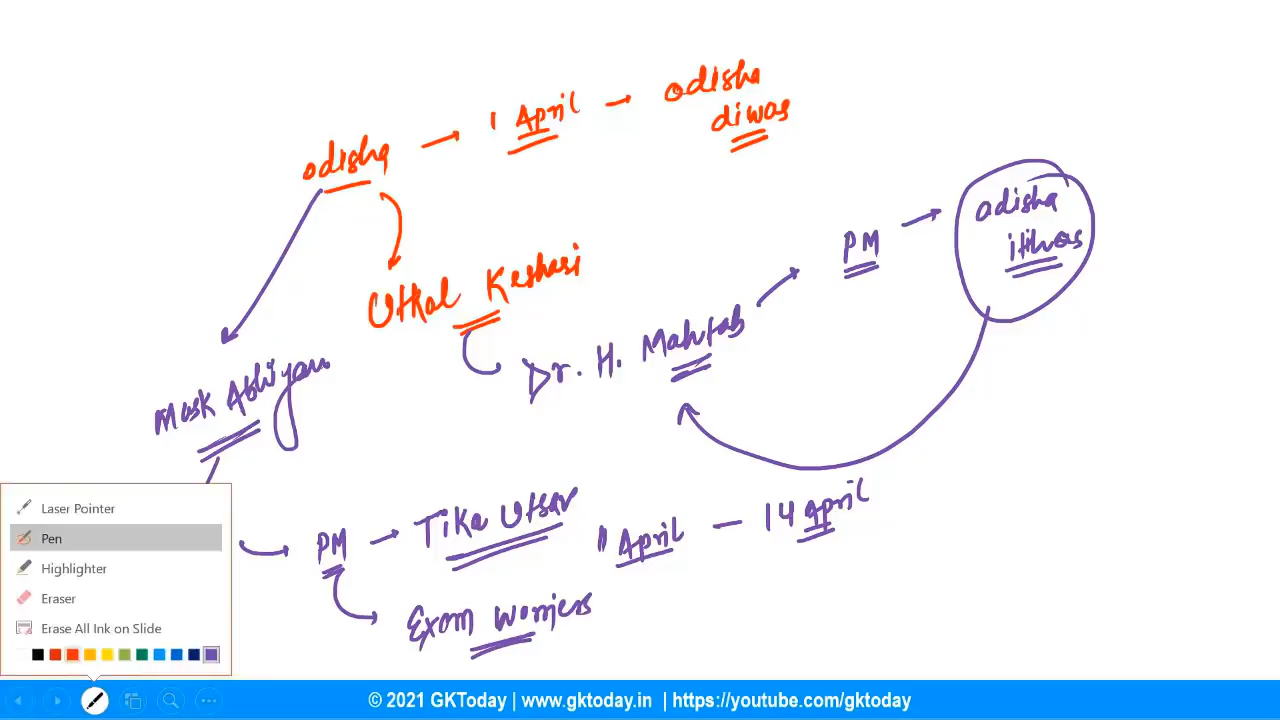 odisha
diwas
1 April
odisha
odisha
itihas
PM
Utkal Keshari
Dr. H. Mahtab
Mask Abhiyan
PM
Tika Utsav
11 April - 14 April
Exam worriers
Laser Pointer
Pen
Highlighter
Eraser
Erase All Ink on Slide
© 2021 GKToday | www.gktoday.in | https://youtube.com/gktoday